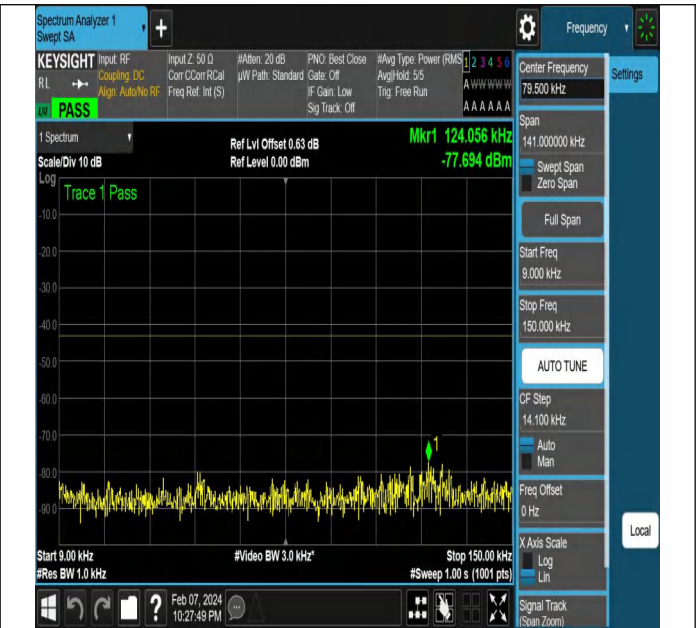 Spectrum Analyzer 1
Swept SA
+
Frequency
KEYSIGHT
RL
PASS
Input: RF
Coupling: DC
Align: Auto/No RF
Input Z: 50 Ω
Corr CCorr RCal
Freq Ref: Int (S)
#Atten: 20 dB
µW Path: Standard
PNO: Best Close
Gate: Off
IF Gain: Low
Sig Track: Off
#Avg Type: Power (RMS
Avg|Hold: 5/5
Trig: Free Run
1 2 3 4 5 6
A W W W W W
A A A A A A
Center Frequency
79.500 kHz
Settings
1 Spectrum
Scale/Div 10 dB
Ref Lvl Offset 0.63 dB
Ref Level 0.00 dBm
Mkr1 124.056 kHz
-77.694 dBm
Log
Trace 1 Pass
-10.0
-20.0
-30.0
-40.0
-50.0
-60.0
-70.0
-80.0
-90.0
1
Start 9.00 kHz
#Res BW 1.0 kHz
#Video BW 3.0 kHz*
Stop 150.00 kHz
#Sweep 1.00 s (1001 pts)
Span
141.000000 kHz
Swept Span
Zero Span
Full Span
Start Freq
9.000 kHz
Stop Freq
150.000 kHz
AUTO TUNE
CF Step
14.100 kHz
Auto
Man
Freq Offset
0 Hz
X Axis Scale
Log
Lin
Signal Track
(Span Zoom)
Local
?
Feb 07, 2024
10:27:49 PM